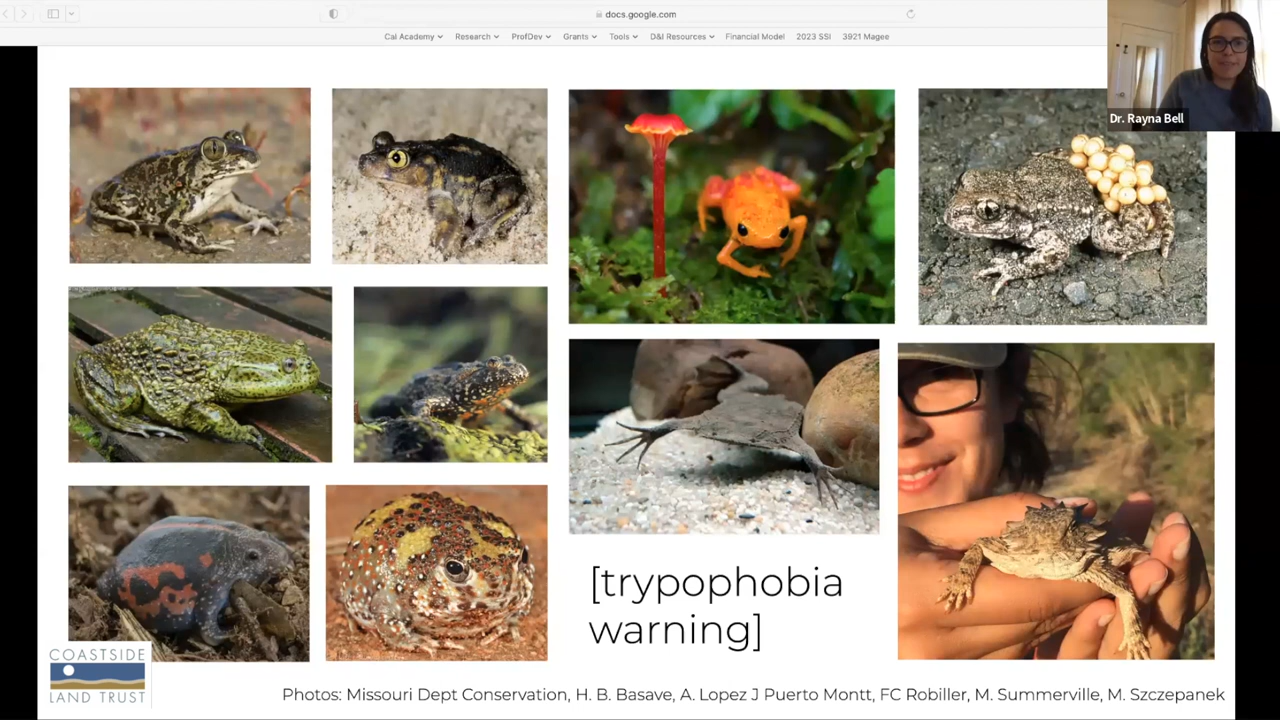 docs.google.com
Cal Academy Research ProfDev Grants Tools D&I Resources Financial Model 2023 SSI 3921 Magee
Dr. Rayna Bell
[trypophobia
warning]
COASTSIDE
LAND TRUST
Photos: Missouri Dept Conservation, H. B. Basave, A. Lopez J Puerto Montt, FC Robiller, M. Summerville, M. Szczepanek